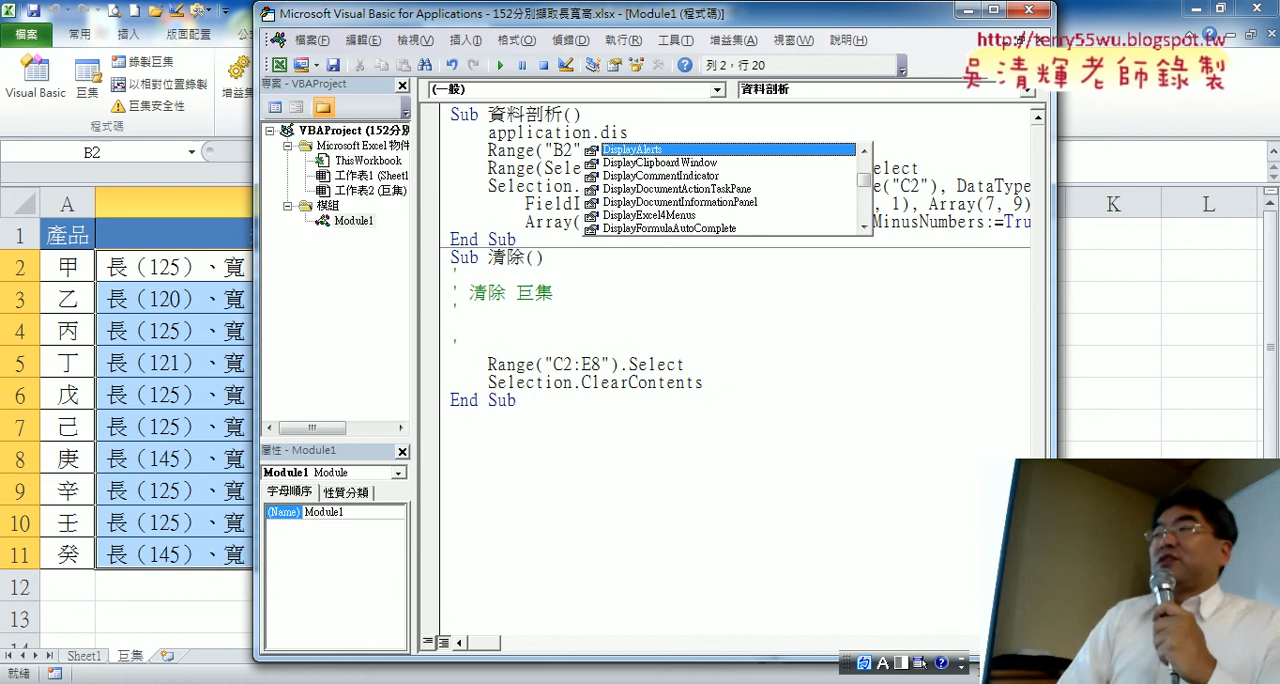 Microsoft Visual Basic for Applications - 152分別擷取長寬高.xlsx - [Module1 (程式碼)]
檔案 常用 插入 版面配置
檔案(F) 編輯(E) 檢視(V) 插入(I) 格式(O) 偵錯(D) 執行(R) 工具(T) 增益集(A) 視窗(W) 說明(H)
http://terry55wu.blogspot.tw
吳清輝老師錄製
Visual Basic 巨集
錄製巨集
以相對位置錄製
巨集安全性
增益集
程式碼
列 2，行 20
專案 - VBAProject
VBAProject (152分別
Microsoft Excel 物件
ThisWorkbook
工作表1 (Sheet1
工作表2 (巨集)
模組
Module1
屬性 - Module1
Module1 Module
字母順序 性質分類
(Name) Module1
(一般) 資料剖析
Sub 資料剖析()
application.dis
Range("B2"
Range(Sele
elect
Selection.
e("C2"), DataType
FieldI
, 1), Array(7, 9)
Array(
MinusNumbers:=Tru
End Sub
DisplayAlerts
DisplayClipboardWindow
DisplayCommentIndicator
DisplayDocumentActionTaskPane
DisplayDocumentInformationPanel
DisplayExcel4Menus
DisplayFormulaAutoComplete
Sub 清除()
'
' 清除 巨集
'
'
Range("C2:E8").Select
Selection.ClearContents
End Sub
B2
A K L
1 產品
2 甲 長（125）、寬
3 乙 長（120）、寬
4 丙 長（125）、寬
5 丁 長（121）、寬
6 戊 長（125）、寬
7 己 長（125）、寬
8 庚 長（145）、寬
9 辛 長（125）、寬
10 壬 長（125）、寬
11 癸 長（145）、寬
12
13
Sheet1 巨集
就緒